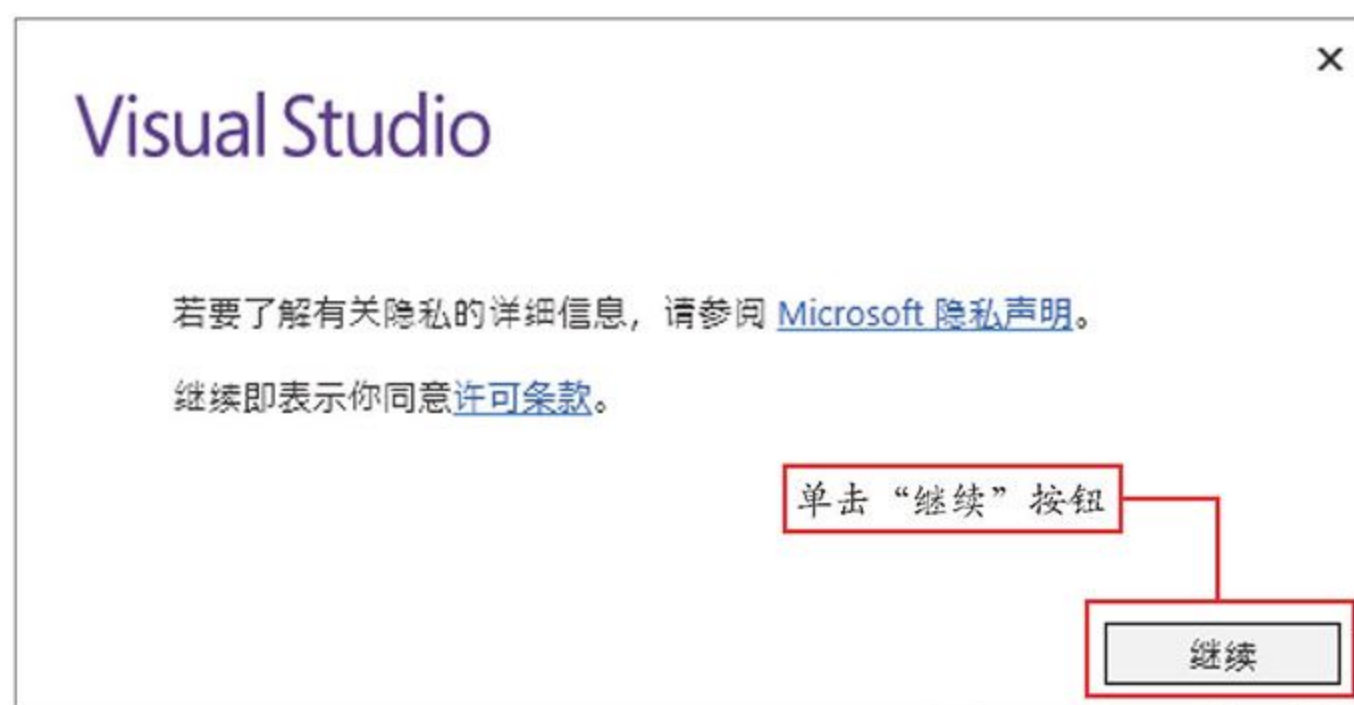 ×
Visual Studio
若要了解有关隐私的详细信息，请参阅 Microsoft 隐私声明。
继续即表示你同意许可条款。
单击“继续”按钮
继续